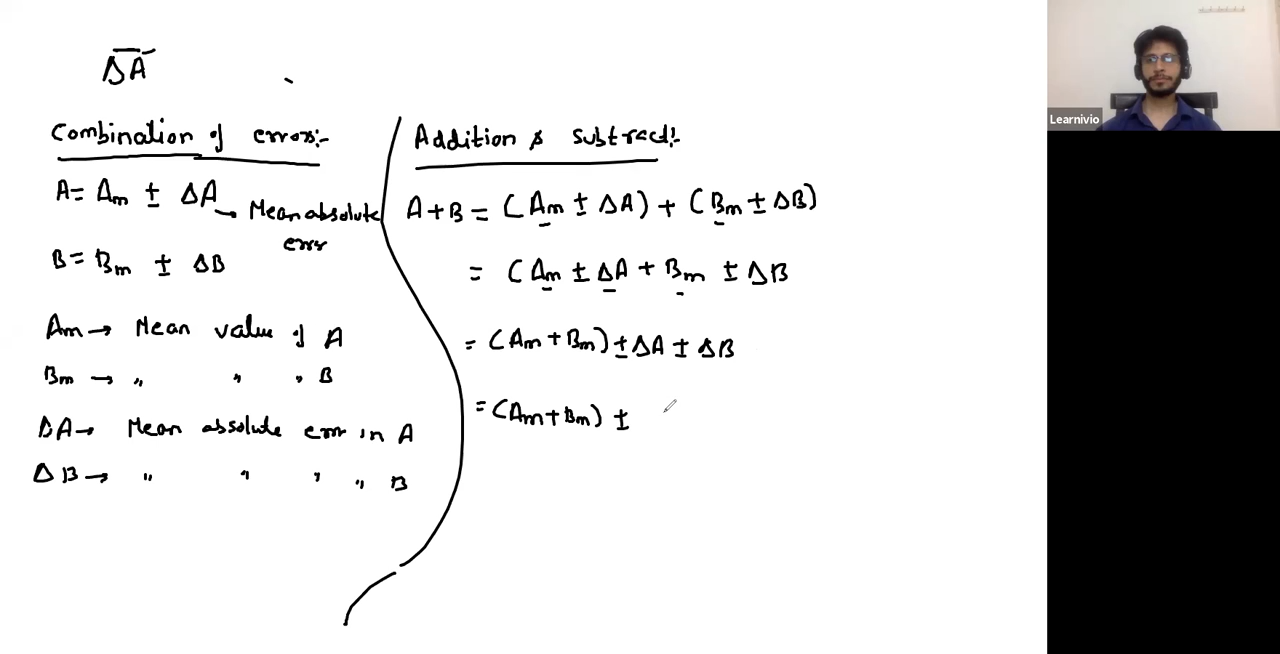 ΔA
Combination of errors:-
A = Am ± ΔA
→ Mean absolute
error
B = Bm ± ΔB
Am → Mean value of A
Bm → " " " B
ΔA → Mean absolute error in A
ΔB → " " " " B
Addition & subtract:-
A + B = (Am ± ΔA) + (Bm ± ΔB)
= (Am ± ΔA + Bm ± ΔB
= (Am + Bm) ± ΔA ± ΔB
= (Am + Bm) ±
Learnivio